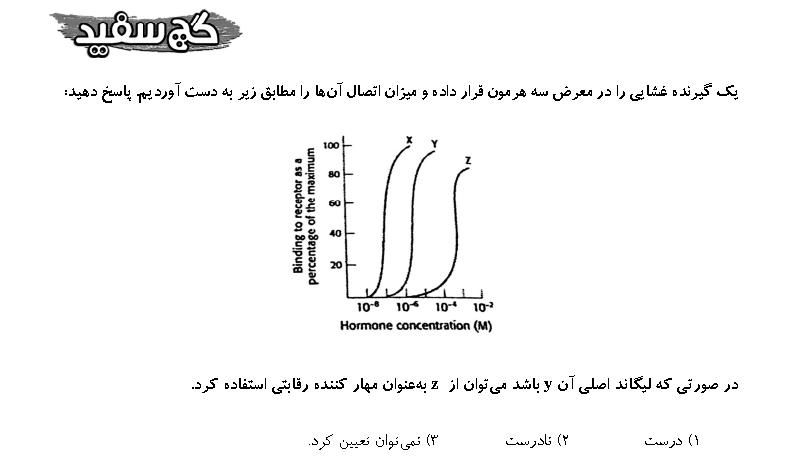 گچ سفید
یک گیرنده غشایی را در معرض سه هرمون قرار داده و میزان اتصال آن‌ها را مطابق زیر به دست آوردیم. پاسخ دهید:
X Y Z
Binding to receptor as a
percentage of the maximum
100
80
60
40
20
10⁻⁸ 10⁻⁶ 10⁻⁴ 10⁻²
Hormone concentration (M)
در صورتی که لیگاند اصلی آن y باشد می‌توان از z به‌عنوان مهار کننده رقابتی استفاده کرد.
۱) درست ۲) نادرست ۳) نمی‌توان تعیین کرد.